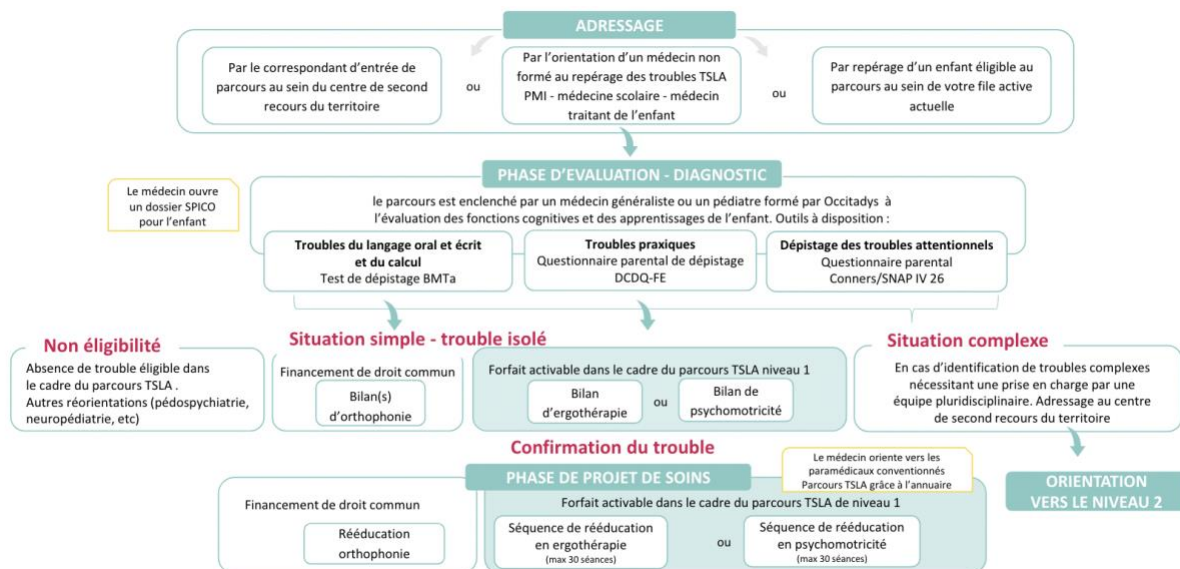 ADRESSAGE
Par le correspondant d'entrée de
parcours au sein du centre de second
recours du territoire
ou
Par l'orientation d'un médecin non
formé au repérage des troubles TSLA
PMI - médecine scolaire - médecin
traitant de l'enfant
ou
Par repérage d'un enfant éligible au
parcours au sein de votre file active
actuelle
PHASE D'EVALUATION - DIAGNOSTIC
Le médecin ouvre
un dossier SPICO
pour l'enfant
le parcours est enclenché par un médecin généraliste ou un pédiatre formé par Occitadys à
l'évaluation des fonctions cognitives et des apprentissages de l'enfant. Outils à disposition :
Troubles du langage oral et écrit
et du calcul
Test de dépistage BMTa
Troubles praxiques
Questionnaire parental de dépistage
DCDQ-FE
Dépistage des troubles attentionnels
Questionnaire parental
Conners/SNAP IV 26
Non éligibilité
Absence de trouble éligible dans
le cadre du parcours TSLA .
Autres réorientations (pédospychiatrie,
neuropédiatrie, etc)
Situation simple - trouble isolé
Financement de droit commun
Bilan(s)
d'orthophonie
Forfait activable dans le cadre du parcours TSLA niveau 1
Bilan
d'ergothérapie
ou
Bilan de
psychomotricité
Situation complexe
En cas d'identification de troubles complexes
nécessitant une prise en charge par une
équipe pluridisciplinaire. Adressage au centre
de second recours du territoire
ORIENTATION
VERS LE NIVEAU 2
Confirmation du trouble
PHASE DE PROJET DE SOINS
Le médecin oriente vers les
paramédicaux conventionnés
Parcours TSLA grâce à l'annuaire
Financement de droit commun
Rééducation
orthophonie
Forfait activable dans le cadre du parcours TSLA de niveau 1
Séquence de rééducation
en ergothérapie
(max 30 séances)
ou
Séquence de rééducation
en psychomotricité
(max 30 séances)